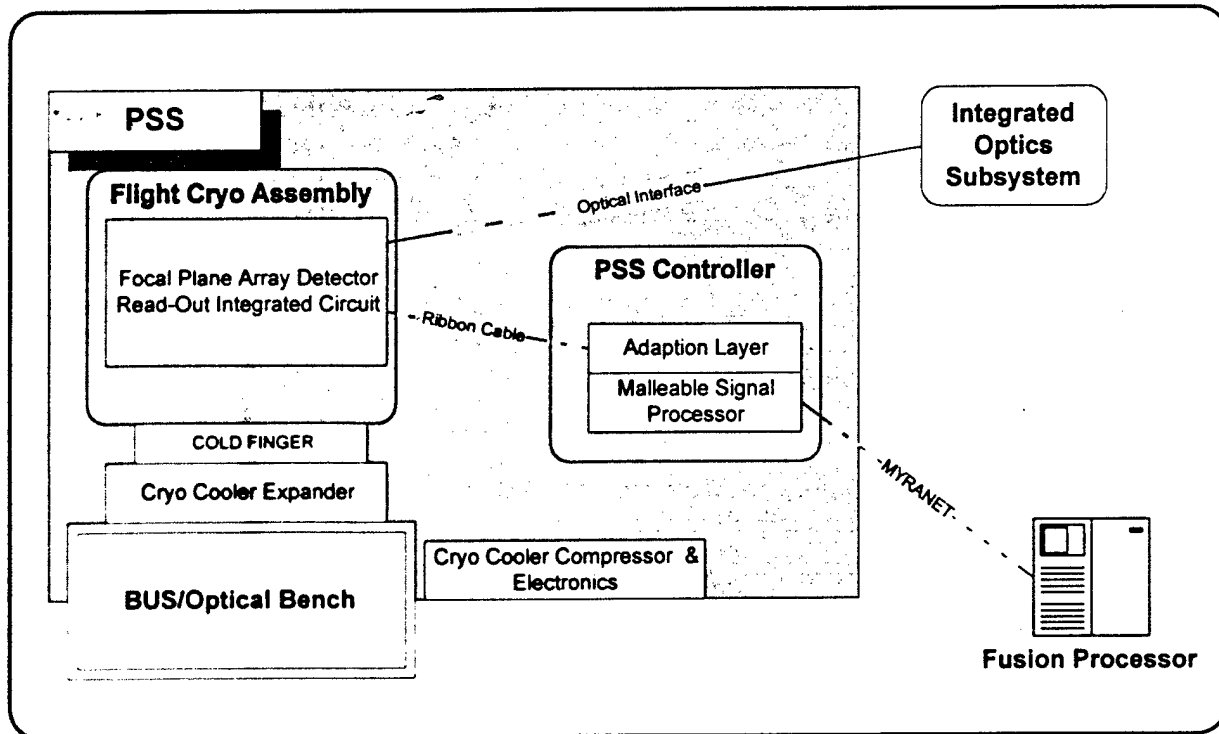 PSS
Integrated
Optics
Subsystem
Flight Cryo Assembly
Optical Interface
Focal Plane Array Detector
Read-Out Integrated Circuit
PSS Controller
Ribbon Cable
Adaption Layer
Malleable Signal
Processor
COLD FINGER
Cryo Cooler Expander
-MYRANET-
Cryo Cooler Compressor &
Electronics
BUS/Optical Bench
Fusion Processor